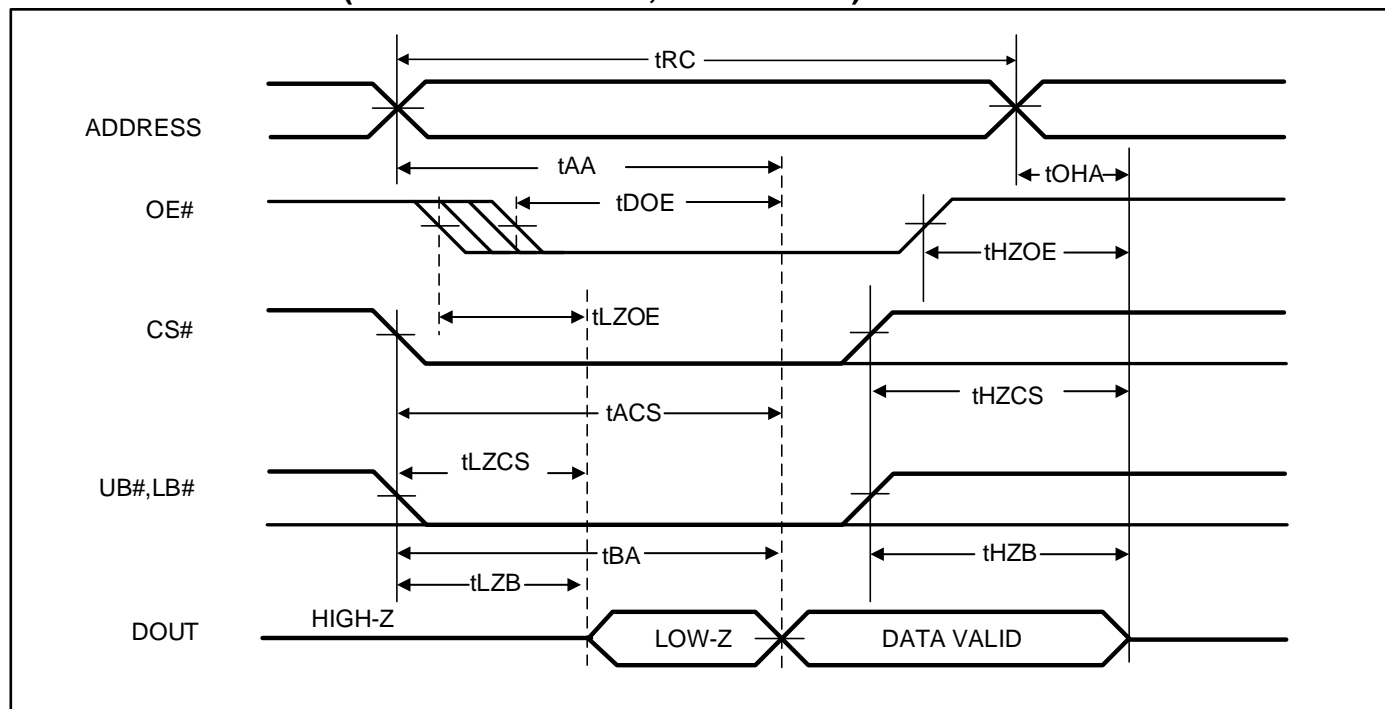 tRC
ADDRESS
tAA
tOHA
OE#
tDOE
tHZOE
CS#
tLZOE
tHZCS
tACS
tLZCS
UB#,LB#
tBA
tHZB
tLZB
HIGH-Z
DOUT
LOW-Z
DATA VALID